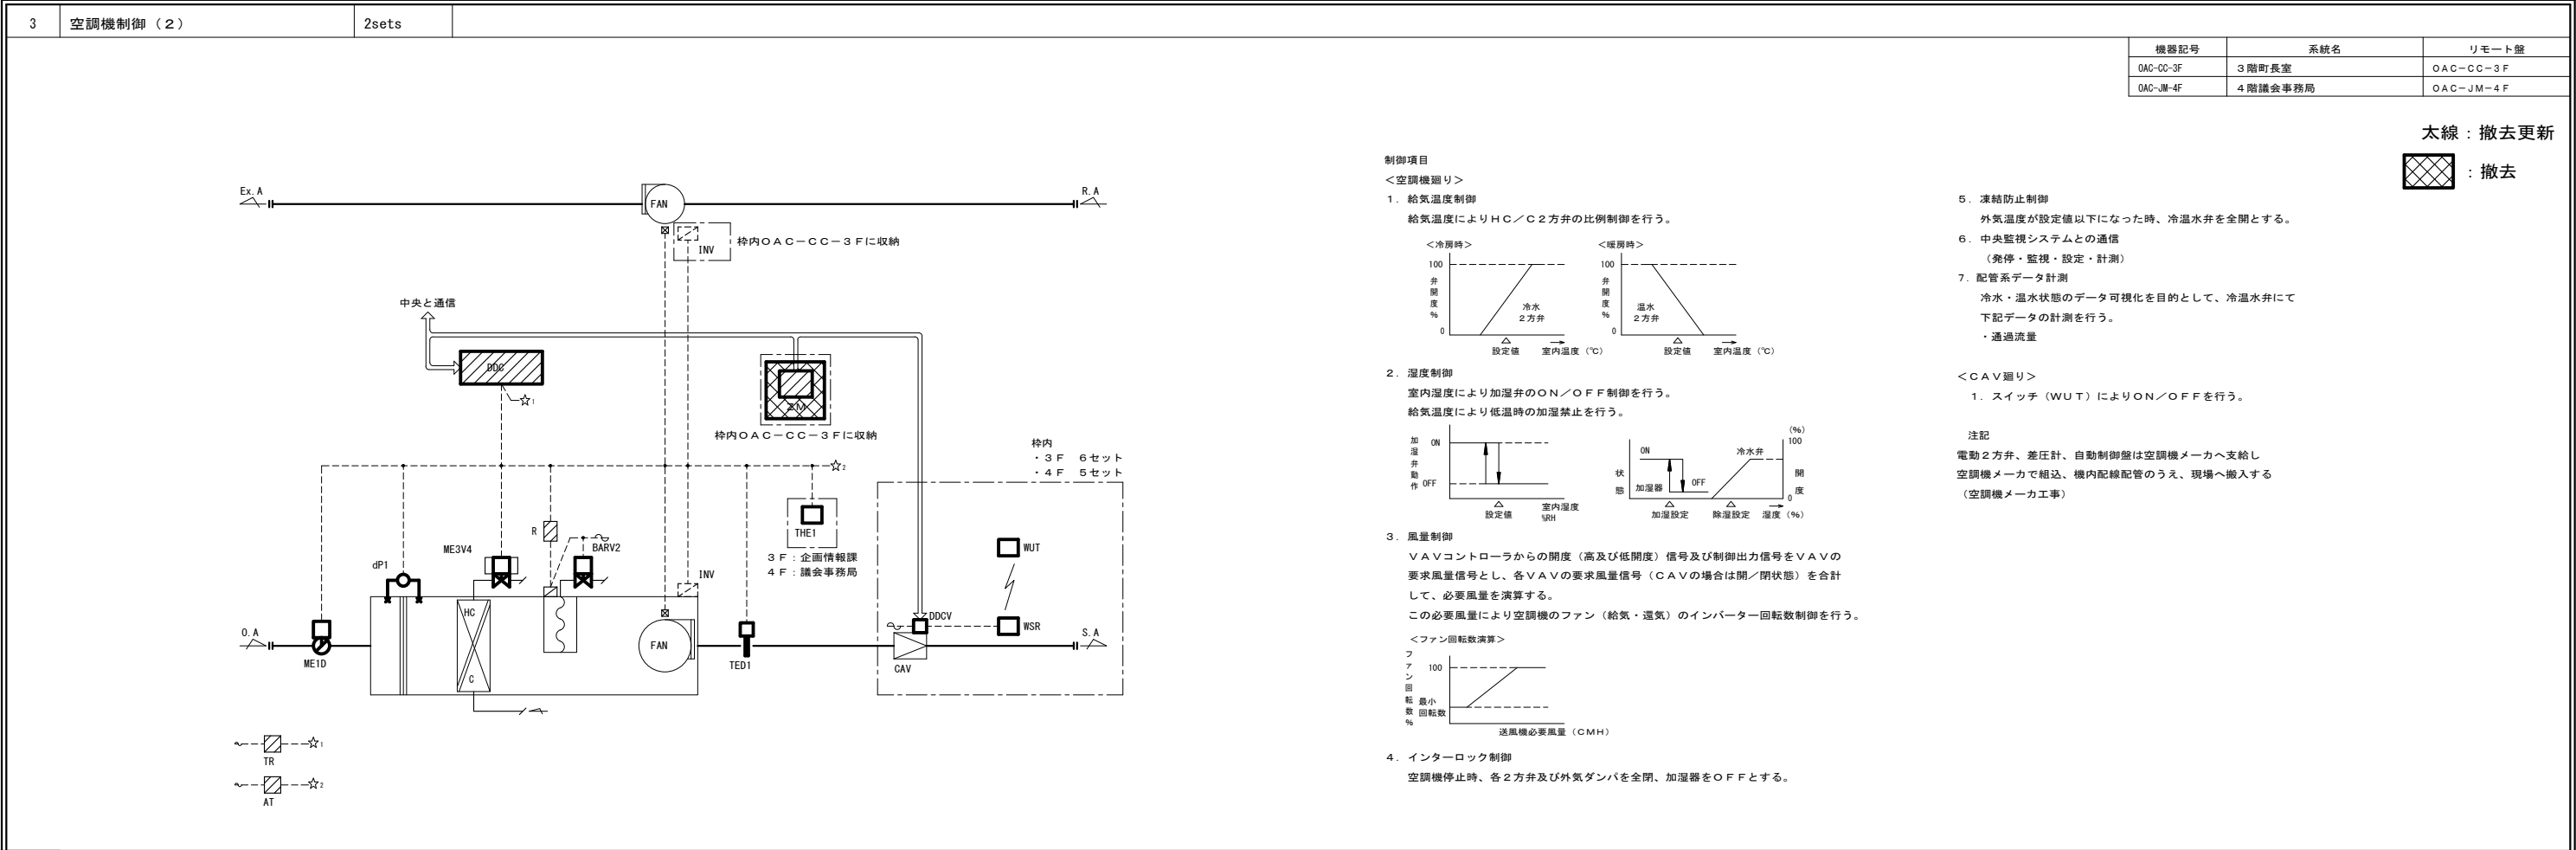 3 空調機制御（２） 2sets
機器記号 系統名 リモート盤
OAC-CC-3F ３階町長室 ＯＡＣ－ＣＣ－３Ｆ
OAC-JM-4F ４階議会事務局 ＯＡＣ－ＪＭ－４Ｆ
太線：撤去更新
：撤去
Ex.A
FAN
R.A
INV
枠内ＯＡＣ－ＣＣ－３Ｆに収納
中央と通信
DDC
☆1
ZM
枠内ＯＡＣ－ＣＣ－３Ｆに収納
☆2
枠内
・３Ｆ　６セット
・４Ｆ　５セット
THE1
３Ｆ：企画情報課
４Ｆ：議会事務局
R
ME3V4
BARV2
dP1
INV
WUT
HC
C
DDCV
WSR
O.A
ME1D
FAN
TED1
CAV
S.A
☆1
TR
☆2
AT
制御項目
＜空調機廻り＞
１．給気温度制御
給気温度によりＨＣ／Ｃ２方弁の比例制御を行う。
＜冷房時＞
100
弁開度%
0
冷水
２方弁
設定値
室内温度（℃）
＜暖房時＞
100
弁開度%
0
温水
２方弁
設定値
室内温度（℃）
２．湿度制御
室内湿度により加湿弁のＯＮ／ＯＦＦ制御を行う。
給気温度により低温時の加湿禁止を行う。
加湿弁動作
ON
OFF
設定値
室内湿度
%RH
状態
ON
加湿器
OFF
冷水弁
(%)
100
開度
0
加湿設定
除湿設定
湿度（%）
３．風量制御
ＶＡＶコントローラからの開度（高及び低開度）信号及び制御出力信号をＶＡＶの
要求風量信号とし、各ＶＡＶの要求風量信号（ＣＡＶの場合は開／閉状態）を合計
して、必要風量を演算する。
この必要風量により空調機のファン（給気・還気）のインバーター回転数制御を行う。
＜ファン回転数演算＞
ファン回転数%
100
最小
回転数
送風機必要風量（ＣＭＨ）
４．インターロック制御
空調機停止時、各２方弁及び外気ダンパを全閉、加湿器をＯＦＦとする。
５．凍結防止制御
外気温度が設定値以下になった時、冷温水弁を全開とする。
６．中央監視システムとの通信
（発停・監視・設定・計測）
７．配管系データ計測
冷水・温水状態のデータ可視化を目的として、冷温水弁にて
下記データの計測を行う。
・通過流量
＜ＣＡＶ廻り＞
１．スイッチ（ＷＵＴ）によりＯＮ／ＯＦＦを行う。
注記
電動２方弁、差圧計、自動制御盤は空調機メーカへ支給し
空調機メーカで組込、機内配線配管のうえ、現場へ搬入する
（空調機メーカ工事）